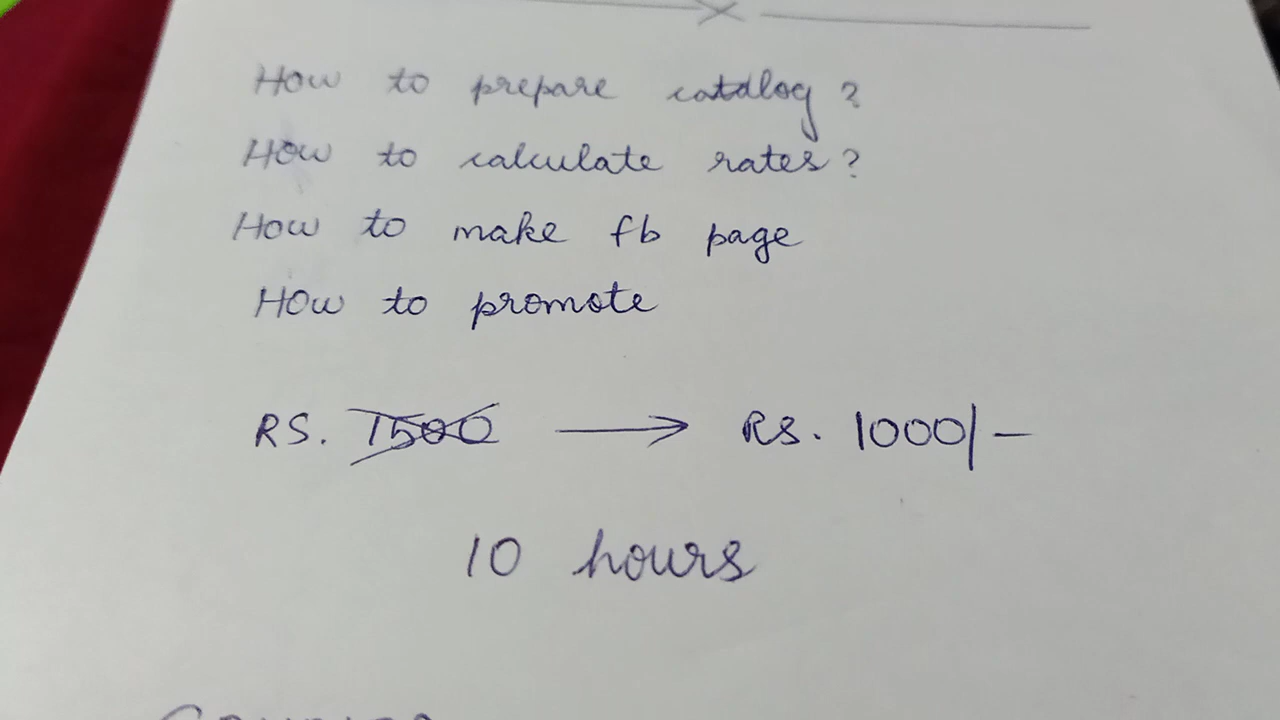 How to prepare catalog ?
How to calculate rates ?
How to make fb page
How to promote
RS. 1500 → RS. 1000/-
10 hours